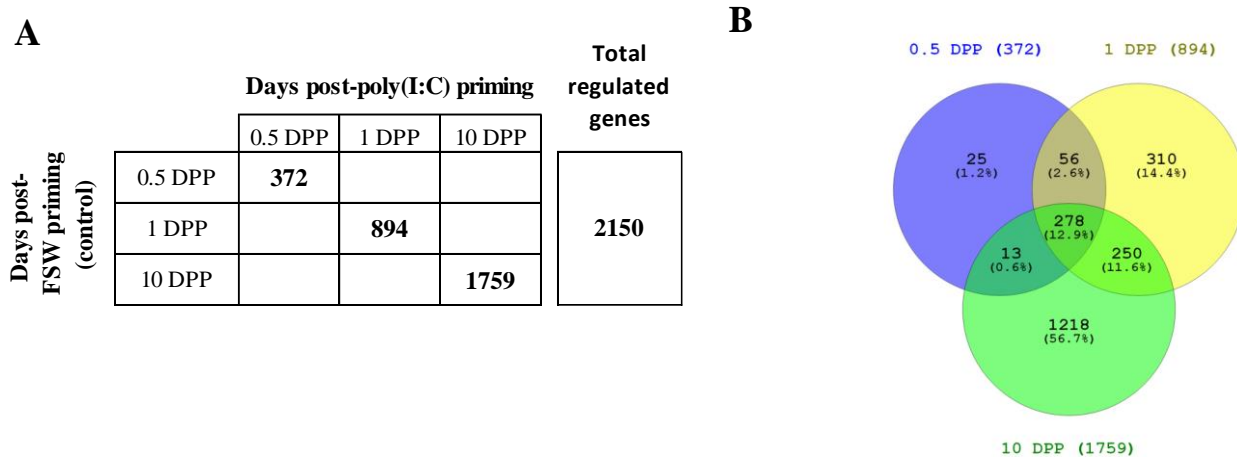 A
Days post-poly(I:C) priming
Total
regulated
genes
0.5 DPP 1 DPP 10 DPP
Days post-
FSW priming
(control)
0.5 DPP 372
1 DPP 894
10 DPP 1759
2150
B
0.5 DPP (372)
1 DPP (894)
25
(1.2%)
56
(2.6%)
310
(14.4%)
278
(12.9%)
13
(0.6%)
250
(11.6%)
1218
(56.7%)
10 DPP (1759)